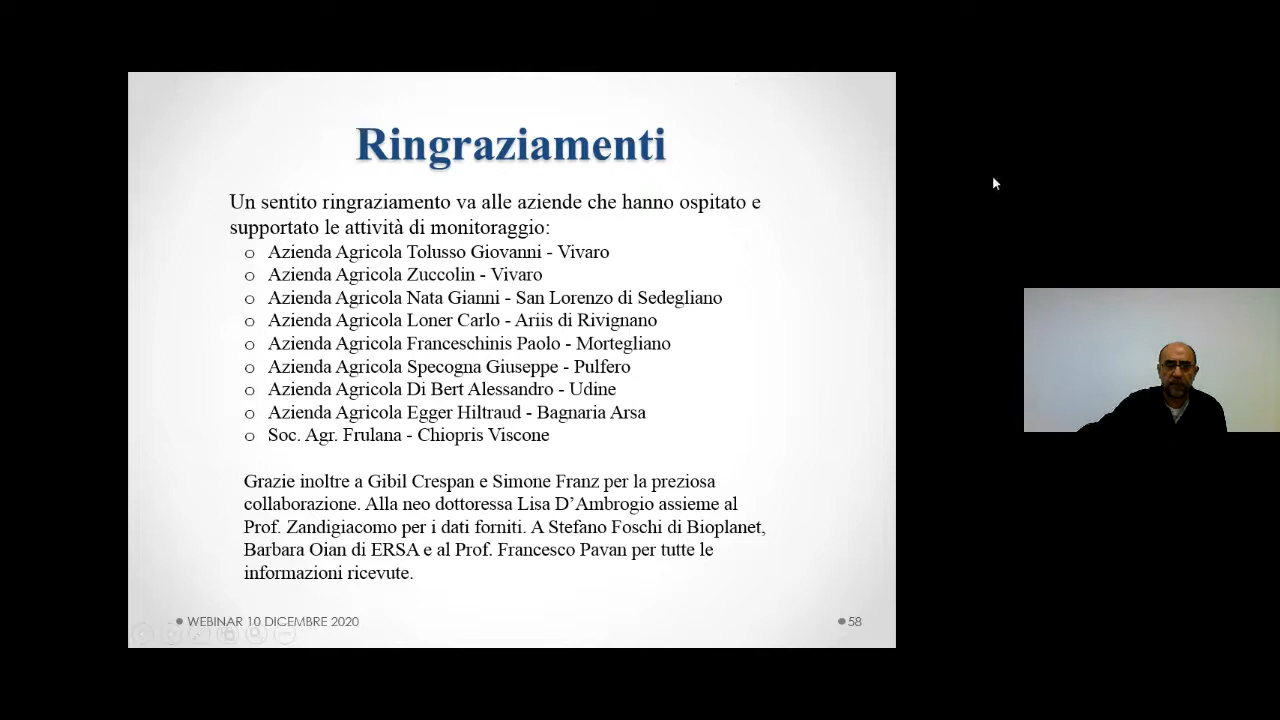 Ringraziamenti
Un sentito ringraziamento va alle aziende che hanno ospitato e
supportato le attività di monitoraggio:
o Azienda Agricola Tolusso Giovanni - Vivaro
o Azienda Agricola Zuccolin - Vivaro
o Azienda Agricola Nata Gianni - San Lorenzo di Sedegliano
o Azienda Agricola Loner Carlo - Ariis di Rivignano
o Azienda Agricola Franceschinis Paolo - Mortegliano
o Azienda Agricola Specogna Giuseppe - Pulfero
o Azienda Agricola Di Bert Alessandro - Udine
o Azienda Agricola Egger Hiltraud - Bagnaria Arsa
o Soc. Agr. Frulana - Chiopris Viscone
Grazie inoltre a Gibil Crespan e Simone Franz per la preziosa
collaborazione. Alla neo dottoressa Lisa D’Ambrogio assieme al
Prof. Zandigiacomo per i dati forniti. A Stefano Foschi di Bioplanet,
Barbara Oian di ERSA e al Prof. Francesco Pavan per tutte le
informazioni ricevute.
● WEBINAR 10 DICEMBRE 2020
● 58